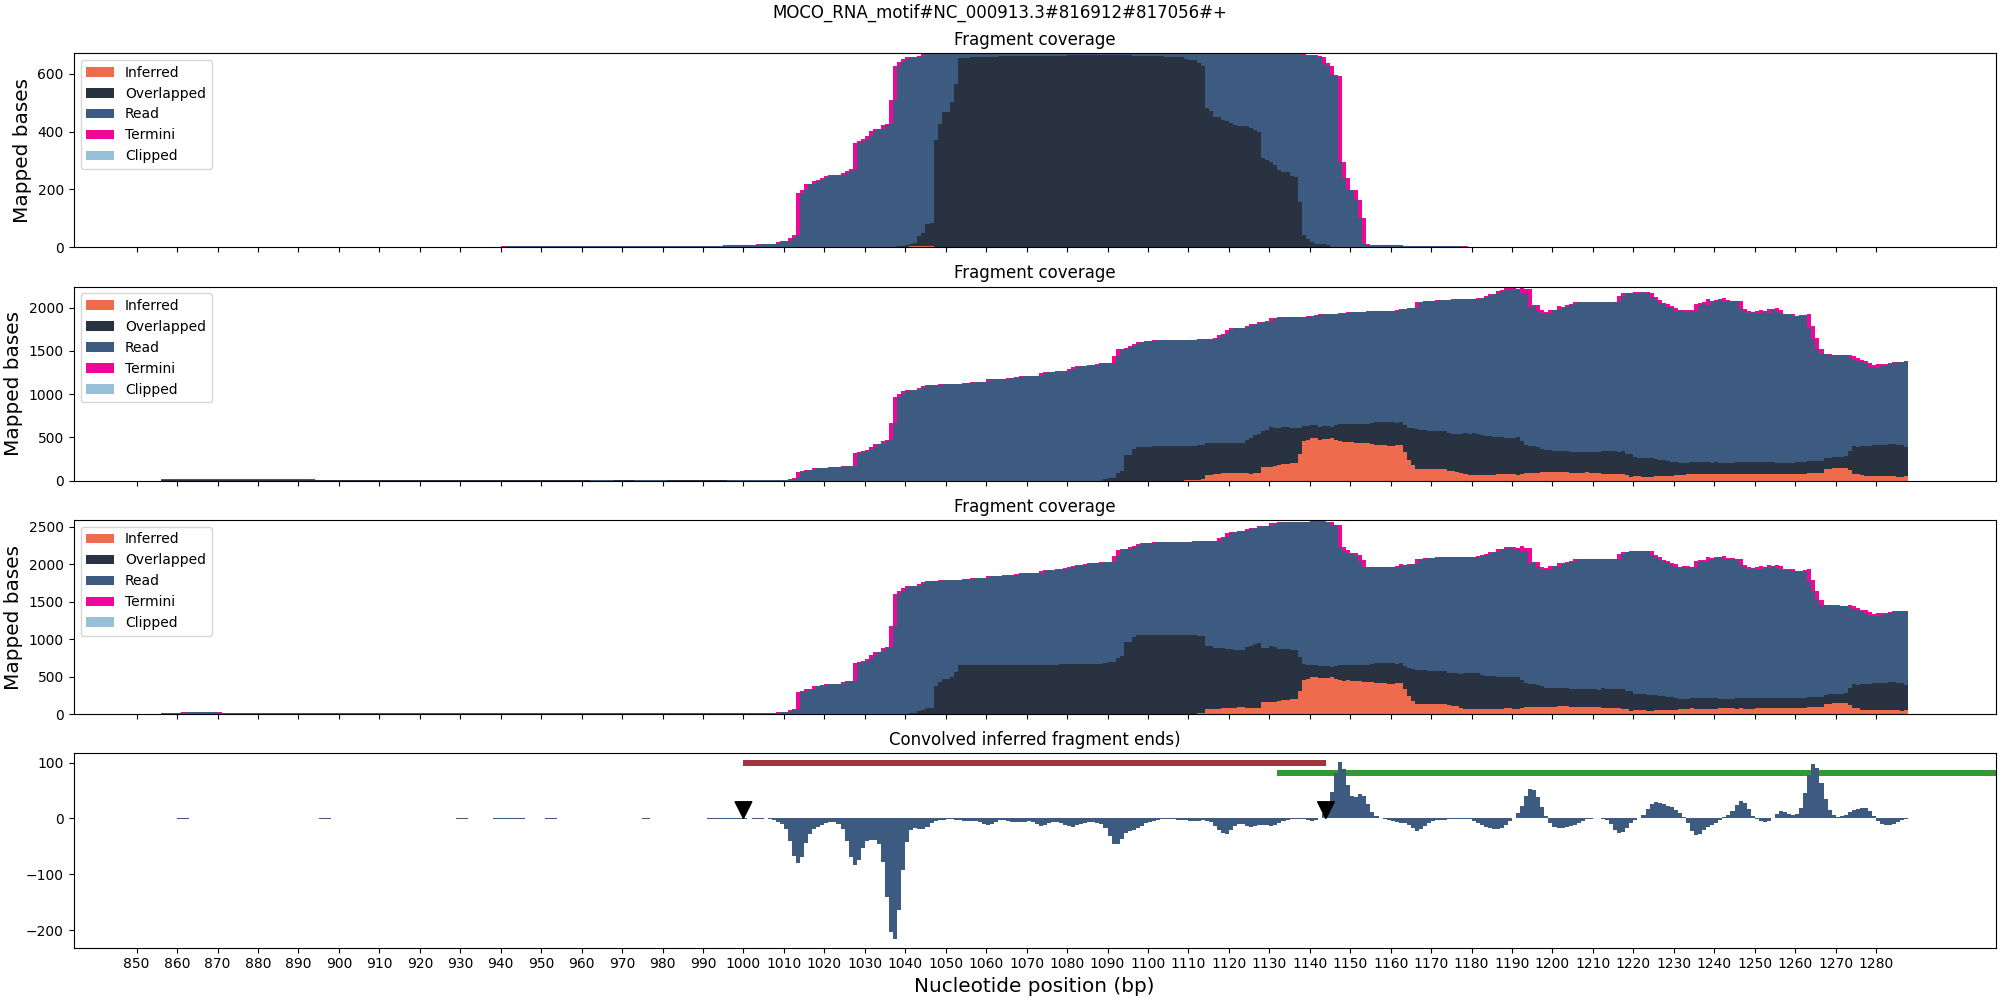 MOCO_RNA_motif#NC_000913.3#816912#817056#+
Fragment coverage
Mapped bases
600
400
200
0
Inferred
Overlapped
Read
Termini
Clipped
Fragment coverage
Mapped bases
2000
1500
1000
500
0
Inferred
Overlapped
Read
Termini
Clipped
Fragment coverage
Mapped bases
2500
2000
1500
1000
500
0
Inferred
Overlapped
Read
Termini
Clipped
Convolved inferred fragment ends)
100
0
−100
−200
850 860 870 880 890 900 910 920 930 940 950 960 970 980 990 1000 1010 1020 1030 1040 1050 1060 1070 1080 1090 1100 1110 1120 1130 1140 1150 1160 1170 1180 1190 1200 1210 1220 1230 1240 1250 1260 1270 1280
Nucleotide position (bp)